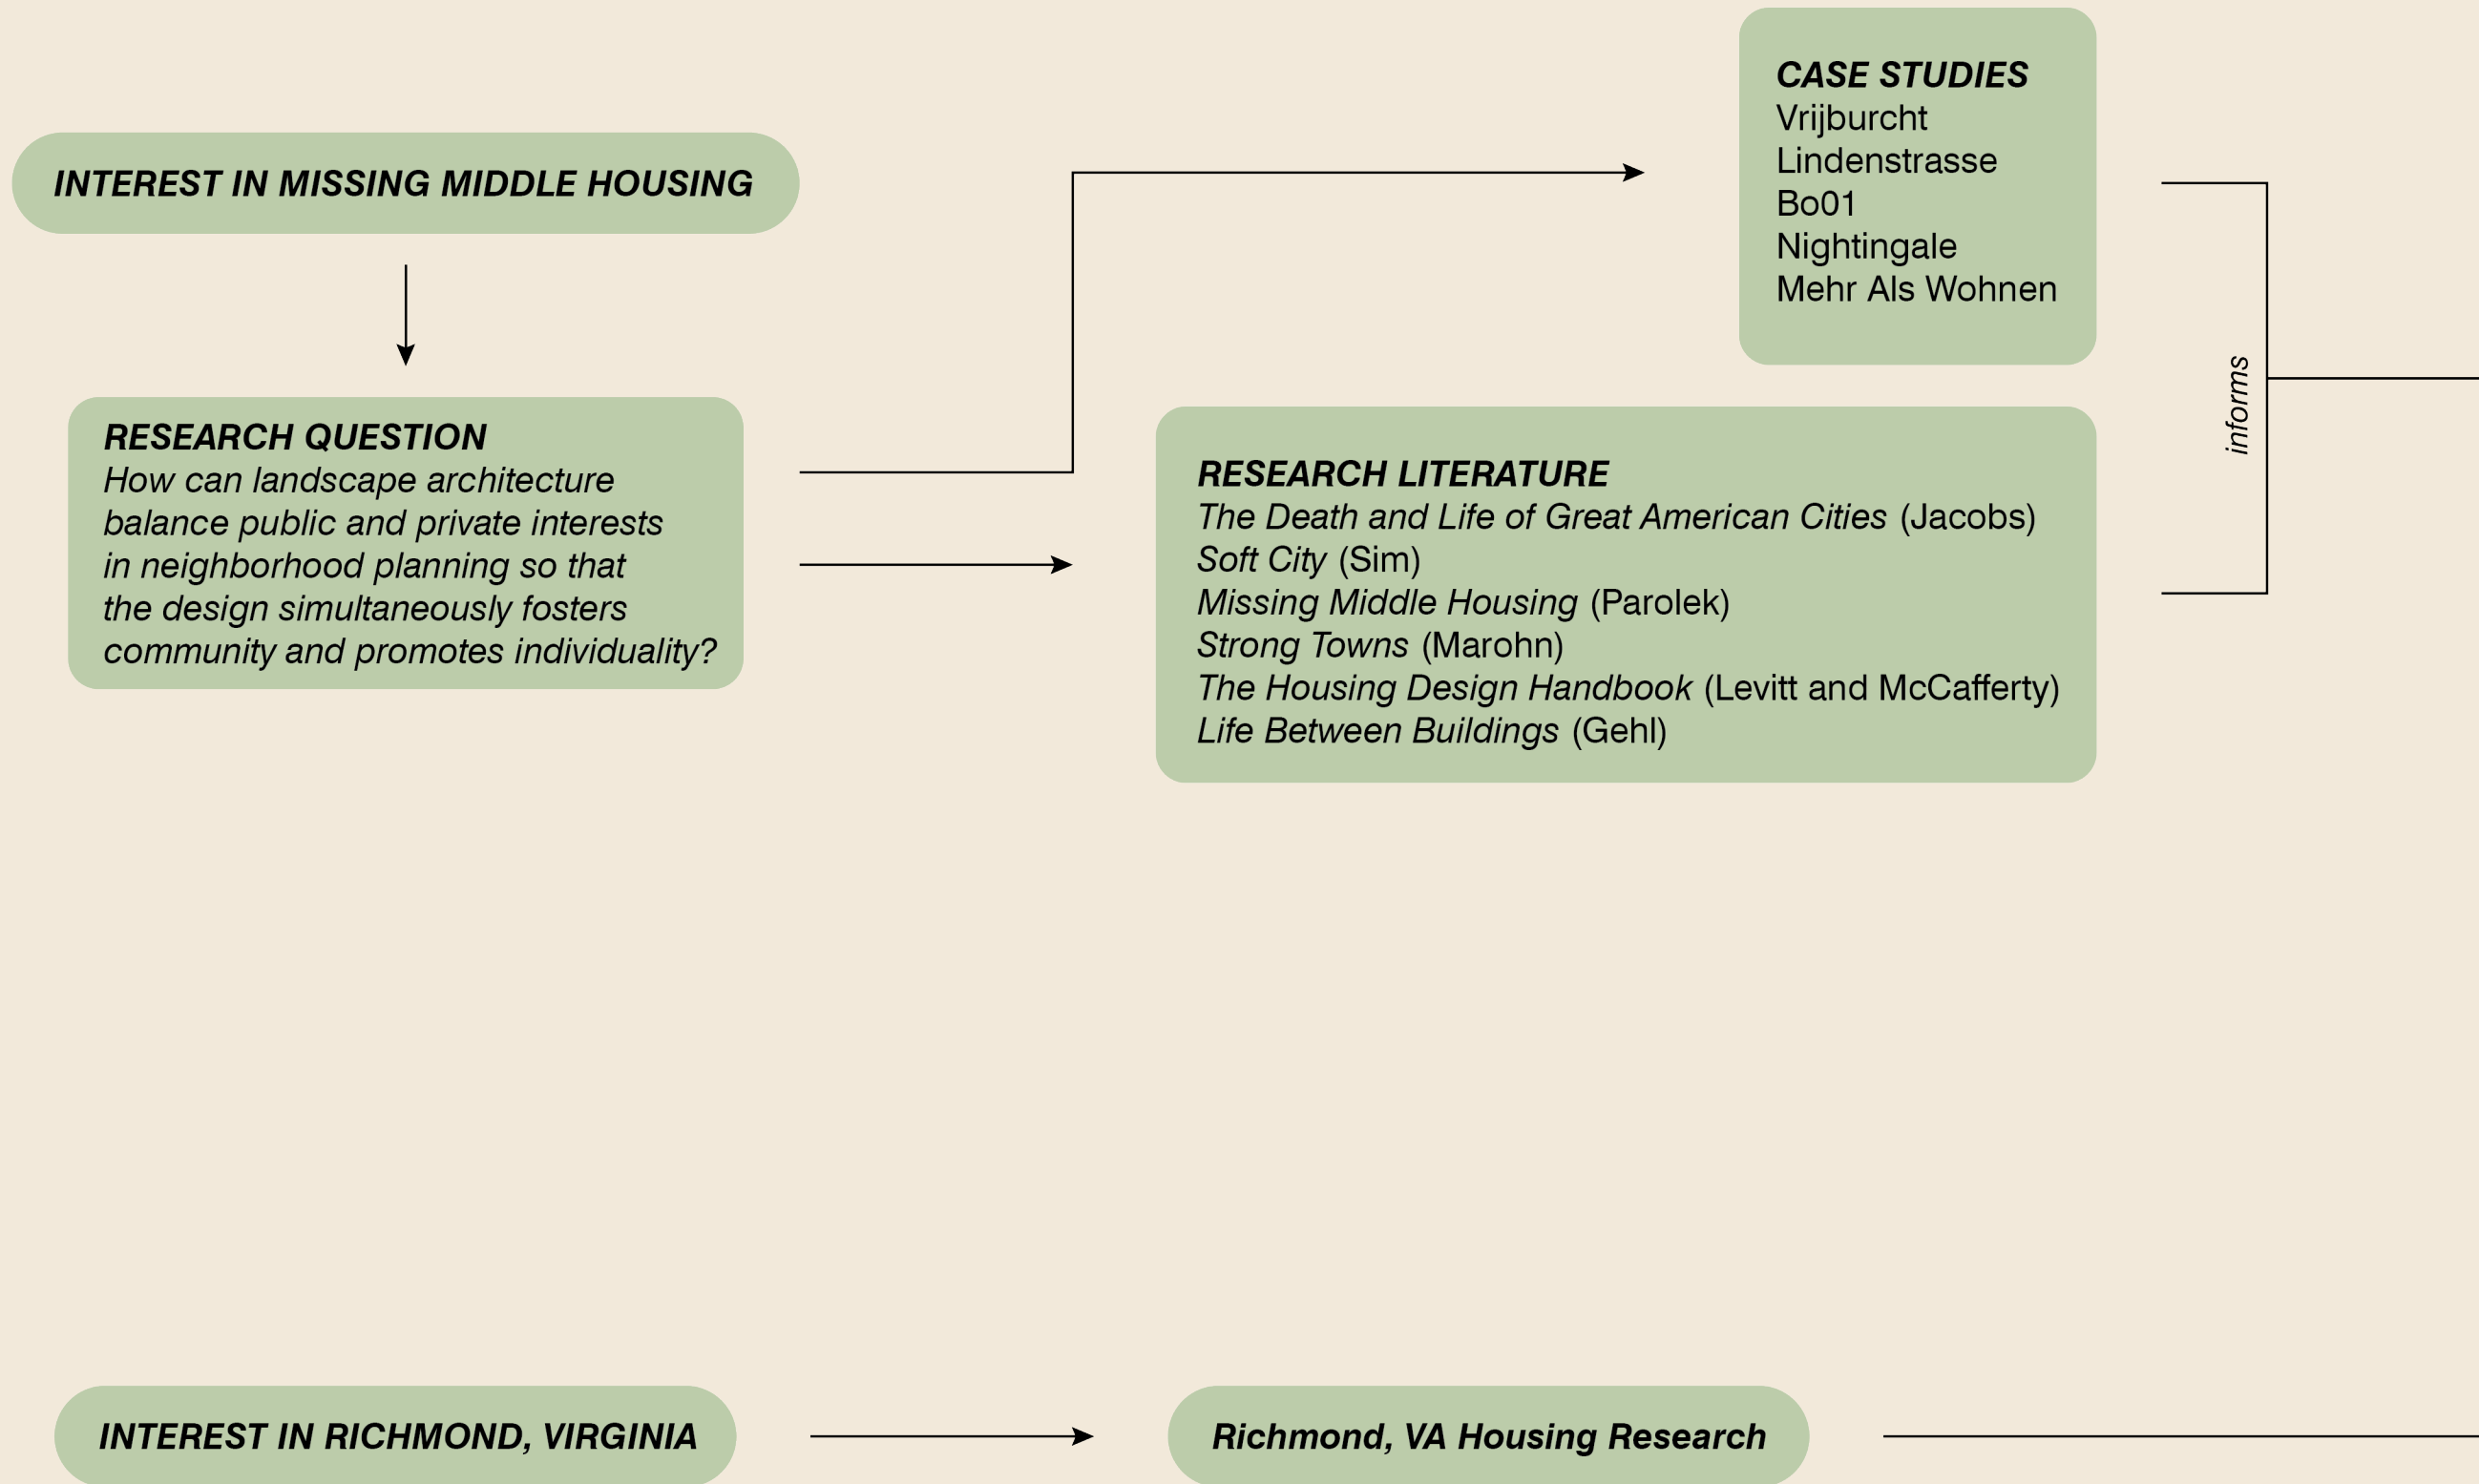 INTEREST IN MISSING MIDDLE HOUSING
RESEARCH QUESTION
How can landscape architecture
balance public and private interests
in neighborhood planning so that
the design simultaneously fosters
community and promotes individuality?
CASE STUDIES
Vrijburcht
Lindenstrasse
Bo01
Nightingale
Mehr Als Wohnen
RESEARCH LITERATURE
The Death and Life of Great American Cities (Jacobs)
Soft City (Sim)
Missing Middle Housing (Parolek)
Strong Towns (Marohn)
The Housing Design Handbook (Levitt and McCafferty)
Life Between Buildings (Gehl)
informs
INTEREST IN RICHMOND, VIRGINIA
Richmond, VA Housing Research